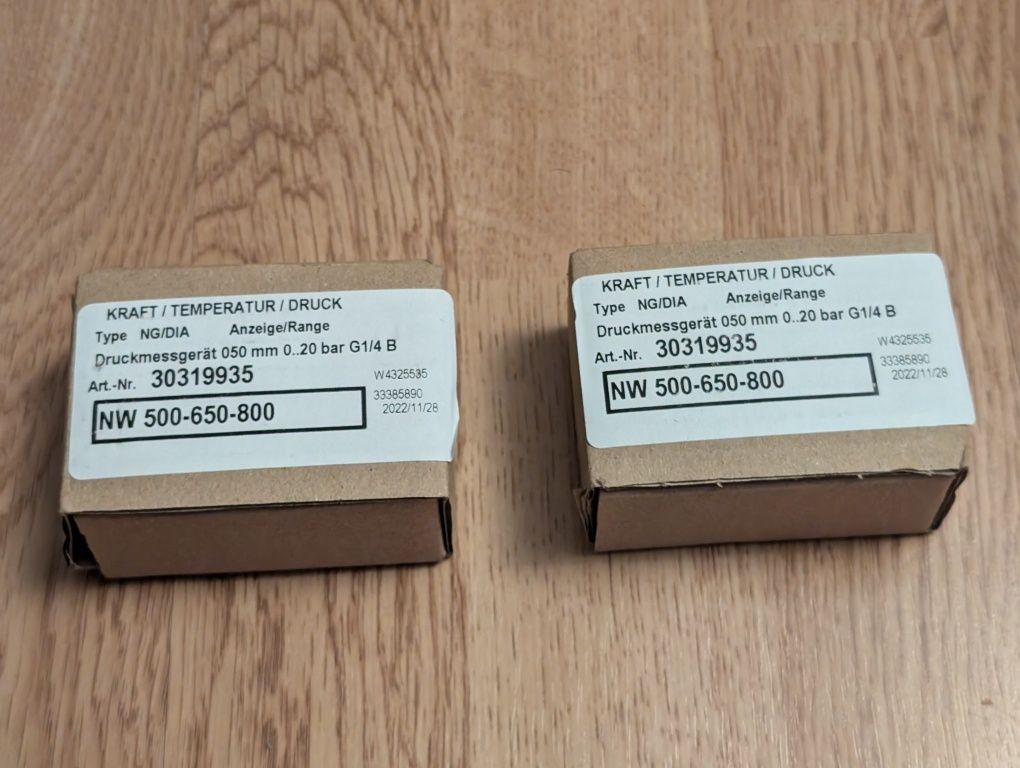 KRAFT / TEMPERATUR / DRUCK
Type NG/DIA Anzeige/Range
Druckmessgerät 050 mm 0..20 bar G1/4 B
Art.-Nr. 30319935
W4325535
NW 500-650-800
33385890
2022/11/28
KRAFT / TEMPERATUR / DRUCK
Type NG/DIA Anzeige/Range
Druckmessgerät 050 mm 0..20 bar G1/4 B
Art.-Nr. 30319935
W4325535
NW 500-650-800
33385890
2022/11/28